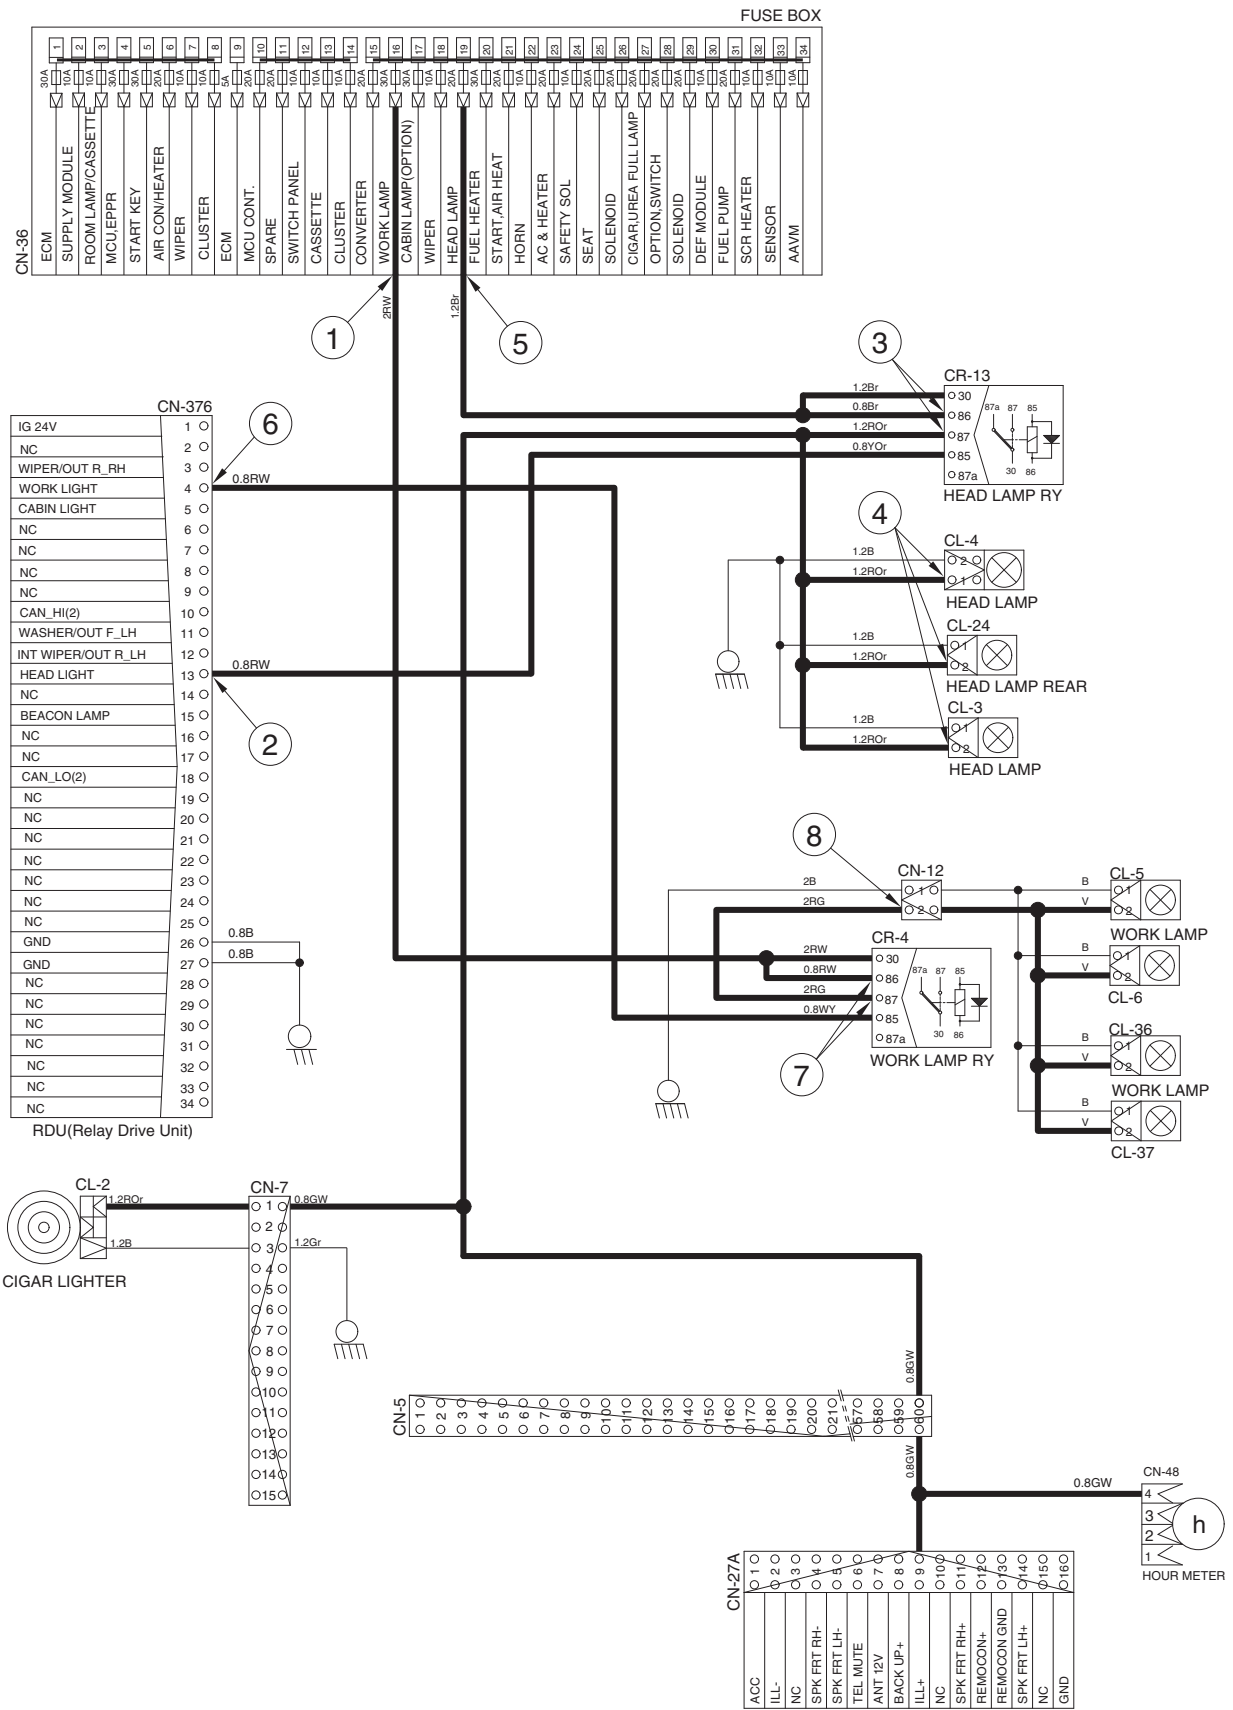 FUSE BOX
1 2 3 4 5 6 7 8 9 10 11 12 13 14 15 16 17 18 19 20 21 22 23 24 25 26 27 28 29 30 31 32 33 34
30A 10A 10A 30A 30A 20A 10A 10A 5A 20A 20A 10A 10A 10A 20A 30A 10A 10A 20A 30A 20A 10A 20A 10A 20A 10A 10A 20A 20A 10A 20A 30A 10A 10A
CN-36
ECM
SUPPLY MODULE
ROOM LAMP/CASSETTE
MCU,EPPR
START KEY
AIR CON/HEATER
WIPER
CLUSTER
ECM
MCU CONT.
SPARE
SWITCH PANEL
CASSETTE
CLUSTER
CONVERTER
WORK LAMP
CABIN LAMP(OPTION)
WIPER
HEAD LAMP
FUEL HEATER
START,AIR HEAT
HORN
AC & HEATER
SAFETY SOL
SEAT
SOLENOID
CIGAR,UREA FULL LAMP
OPTION,SWITCH
SOLENOID
DEF MODULE
FUEL PUMP
SCR HEATER
SENSOR
AAVM
2RW
1.2Br
1
5
3
CR-13
1.2Br
30
0.8Br
86
1.2ROr
87
0.8YOr
85
87a
87a 87 85
30 86
HEAD LAMP RY
CN-376
IG 24V 1
NC 2
WIPER/OUT R_RH 3
WORK LIGHT 4
CABIN LIGHT 5
NC 6
NC 7
NC 8
NC 9
CAN_HI(2) 10
WASHER/OUT F_LH 11
INT WIPER/OUT R_LH 12
HEAD LIGHT 13
NC 14
BEACON LAMP 15
NC 16
NC 17
CAN_LO(2) 18
NC 19
NC 20
NC 21
NC 22
NC 23
NC 24
NC 25
GND 26
GND 27
NC 28
NC 29
NC 30
NC 31
NC 32
NC 33
NC 34
RDU(Relay Drive Unit)
6
0.8RW
0.8RW
2
0.8B
0.8B
4
CL-4
1.2B
2
1.2ROr
1
HEAD LAMP
CL-24
1.2B
1
1.2ROr
2
HEAD LAMP REAR
CL-3
1.2B
1
1.2ROr
2
HEAD LAMP
8
CN-12
2B
1
2RG
2
CR-4
2RW
30
0.8RW
86
2RG
87
0.8WY
85
87a
87a 87 85
30 86
WORK LAMP RY
7
CL-5
B
1
V
2
WORK LAMP
B
1
V
2
CL-6
CL-36
B
1
V
2
WORK LAMP
B
1
V
2
CL-37
CL-2
1.2ROr
1.2B
CIGAR LIGHTER
CN-7
0.8GW
1.2Gr
1
2
3
4
5
6
7
8
9
10
11
12
13
14
15
0.8GW
CN-5
1 2 3 4 5 6 7 8 9 10 11 12 13 14 15 16 17 18 19 20 21 57 58 59 60
0.8GW
0.8GW
CN-48
4
3
2
1
h
HOUR METER
CN-27A
1 2 3 4 5 6 7 8 9 10 11 12 13 14 15 16
ACC
ILL-
NC
SPK FRT RH-
SPK FRT LH-
TEL MUTE
ANT 12V
BACK UP+
ILL+
NC
SPK FRT RH+
REMOCON+
REMOCON GND
SPK FRT LH+
NC
GND